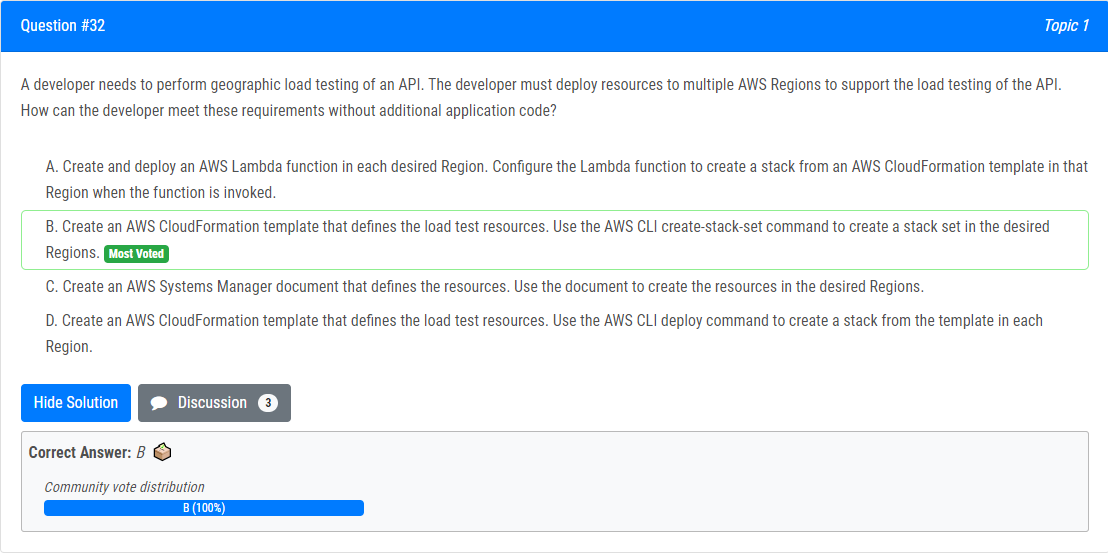 Question #32
Topic 1
A developer needs to perform geographic load testing of an API. The developer must deploy resources to multiple AWS Regions to support the load testing of the API.
How can the developer meet these requirements without additional application code?
A. Create and deploy an AWS Lambda function in each desired Region. Configure the Lambda function to create a stack from an AWS CloudFormation template in that
Region when the function is invoked.
B. Create an AWS CloudFormation template that defines the load test resources. Use the AWS CLI create-stack-set command to create a stack set in the desired
Regions. Most Voted
C. Create an AWS Systems Manager document that defines the resources. Use the document to create the resources in the desired Regions.
D. Create an AWS CloudFormation template that defines the load test resources. Use the AWS CLI deploy command to create a stack from the template in each
Region.
Hide Solution
Discussion 3
Correct Answer: B
Community vote distribution
B (100%)